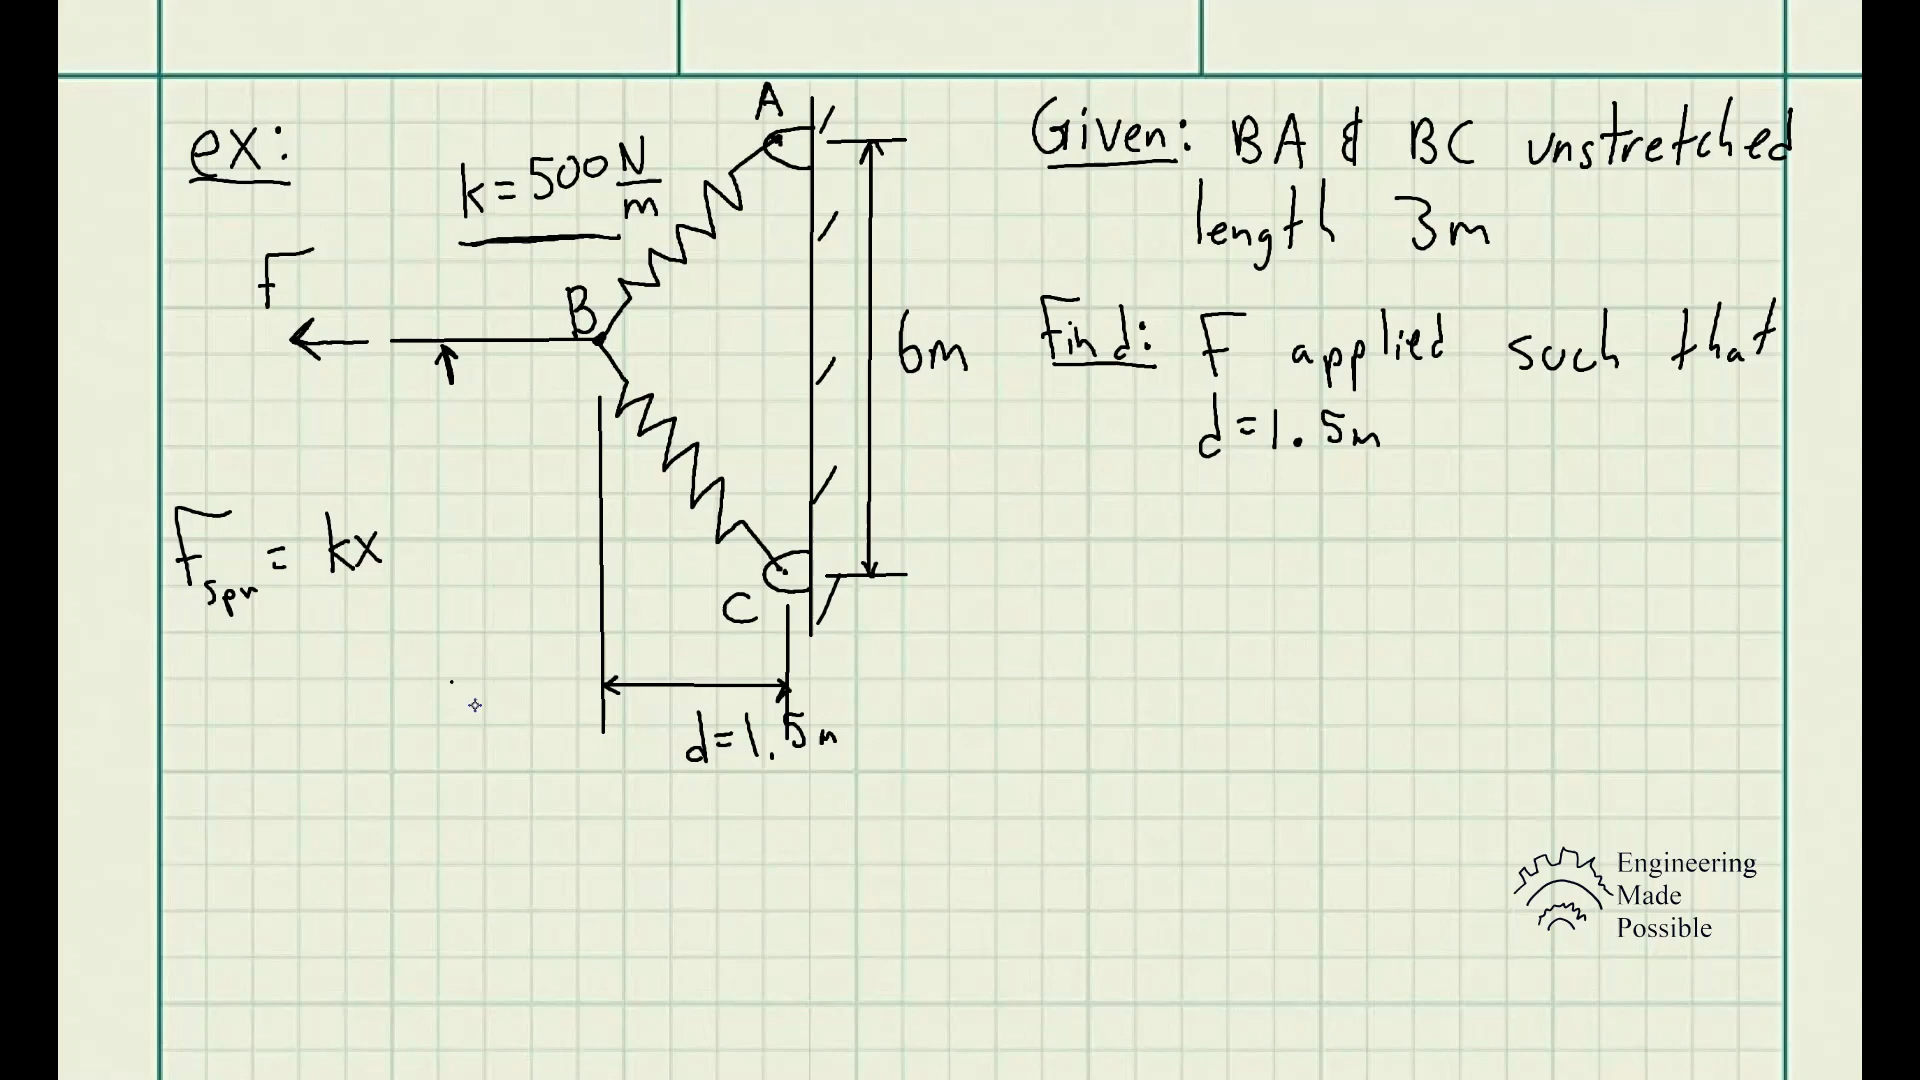 ex:
A
k = 500 N/m
F
B
6m
C
d=1.5m
F spr = kx
Given: BA & BC unstretched
length 3m
Find: F applied such that
d=1.5m
Engineering
Made
Possible